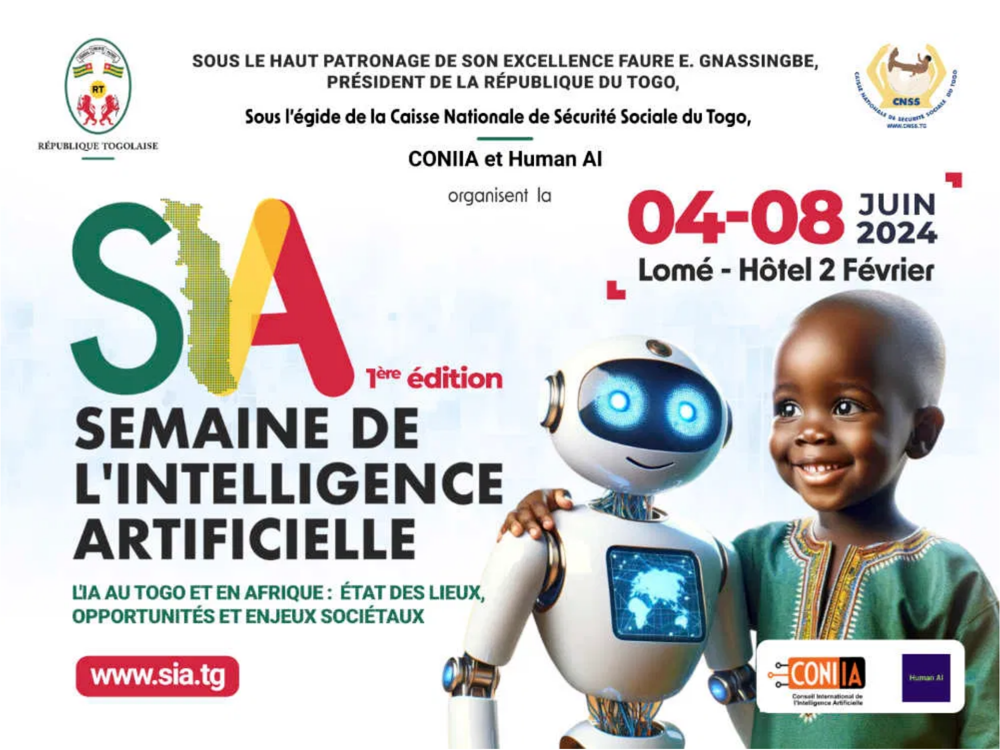 RT
RÉPUBLIQUE TOGOLAISE
SOUS LE HAUT PATRONAGE DE SON EXCELLENCE FAURE E. GNASSINGBE,
PRÉSIDENT DE LA RÉPUBLIQUE DU TOGO,
Sous l'égide de la Caisse Nationale de Sécurité Sociale du Togo,
CONIIA et Human AI
organisent la
CNSS
CAISSE NATIONALE DE SECURITE SOCIALE DU TOGO
WWW.CNSS.TG
04-08 JUIN
2024
Lomé - Hôtel 2 Février
SIA
1ère édition
SEMAINE DE
L'INTELLIGENCE
ARTIFICIELLE
L'IA AU TOGO ET EN AFRIQUE : ÉTAT DES LIEUX,
OPPORTUNITÉS ET ENJEUX SOCIÉTAUX
www.sia.tg
CONIIA
Conseil International de
l'Intelligence Artificielle
Human AI